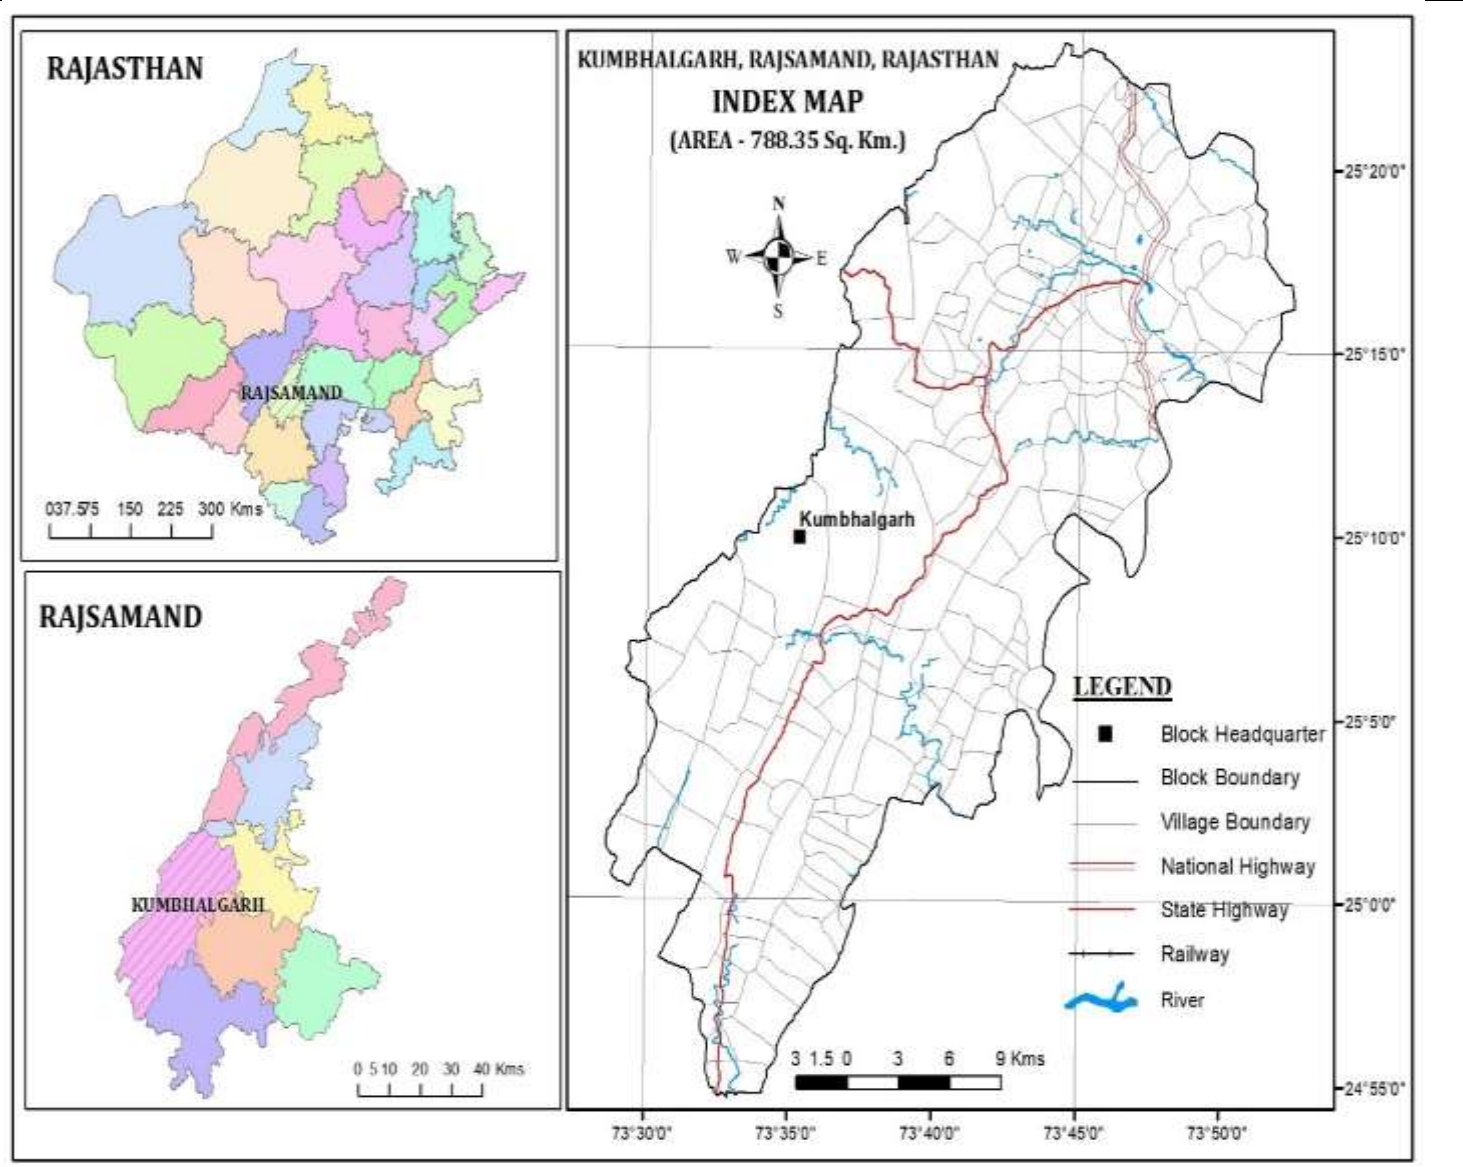 RAJASTHAN
RAJSAMAND
037.575 150 225 300 Kms
RAJSAMAND
KUMBHALGARH
0 5 10 20 30 40 Kms
KUMBHALGARH, RAJSAMAND, RAJASTHAN
INDEX MAP
(AREA - 788.35 Sq. Km.)
N
W E
S
Kumbhalgarh
LEGEND
Block Headquarter
Block Boundary
Village Boundary
National Highway
State Highway
Railway
River
3 1.5 0 3 6 9 Kms
25°20'0"
25°15'0"
25°10'0"
25°5'0"
25°0'0"
24°55'0"
73°30'0" 73°35'0" 73°40'0" 73°45'0" 73°50'0"